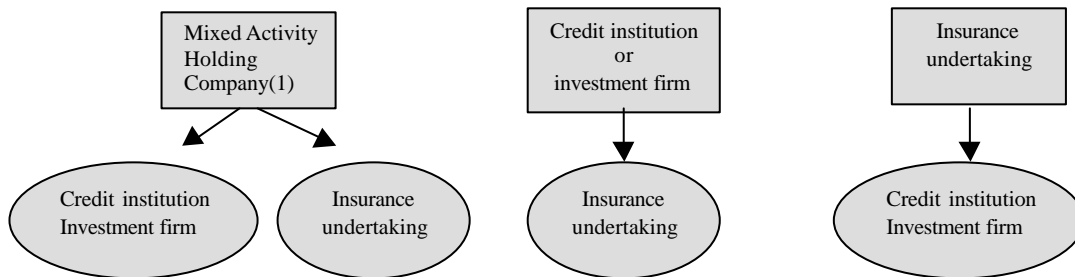 Mixed Activity
Holding
Company(1)
Credit institution
or
investment firm
Insurance
undertaking
Credit institution
Investment firm
Insurance
undertaking
Insurance
undertaking
Credit institution
Investment firm